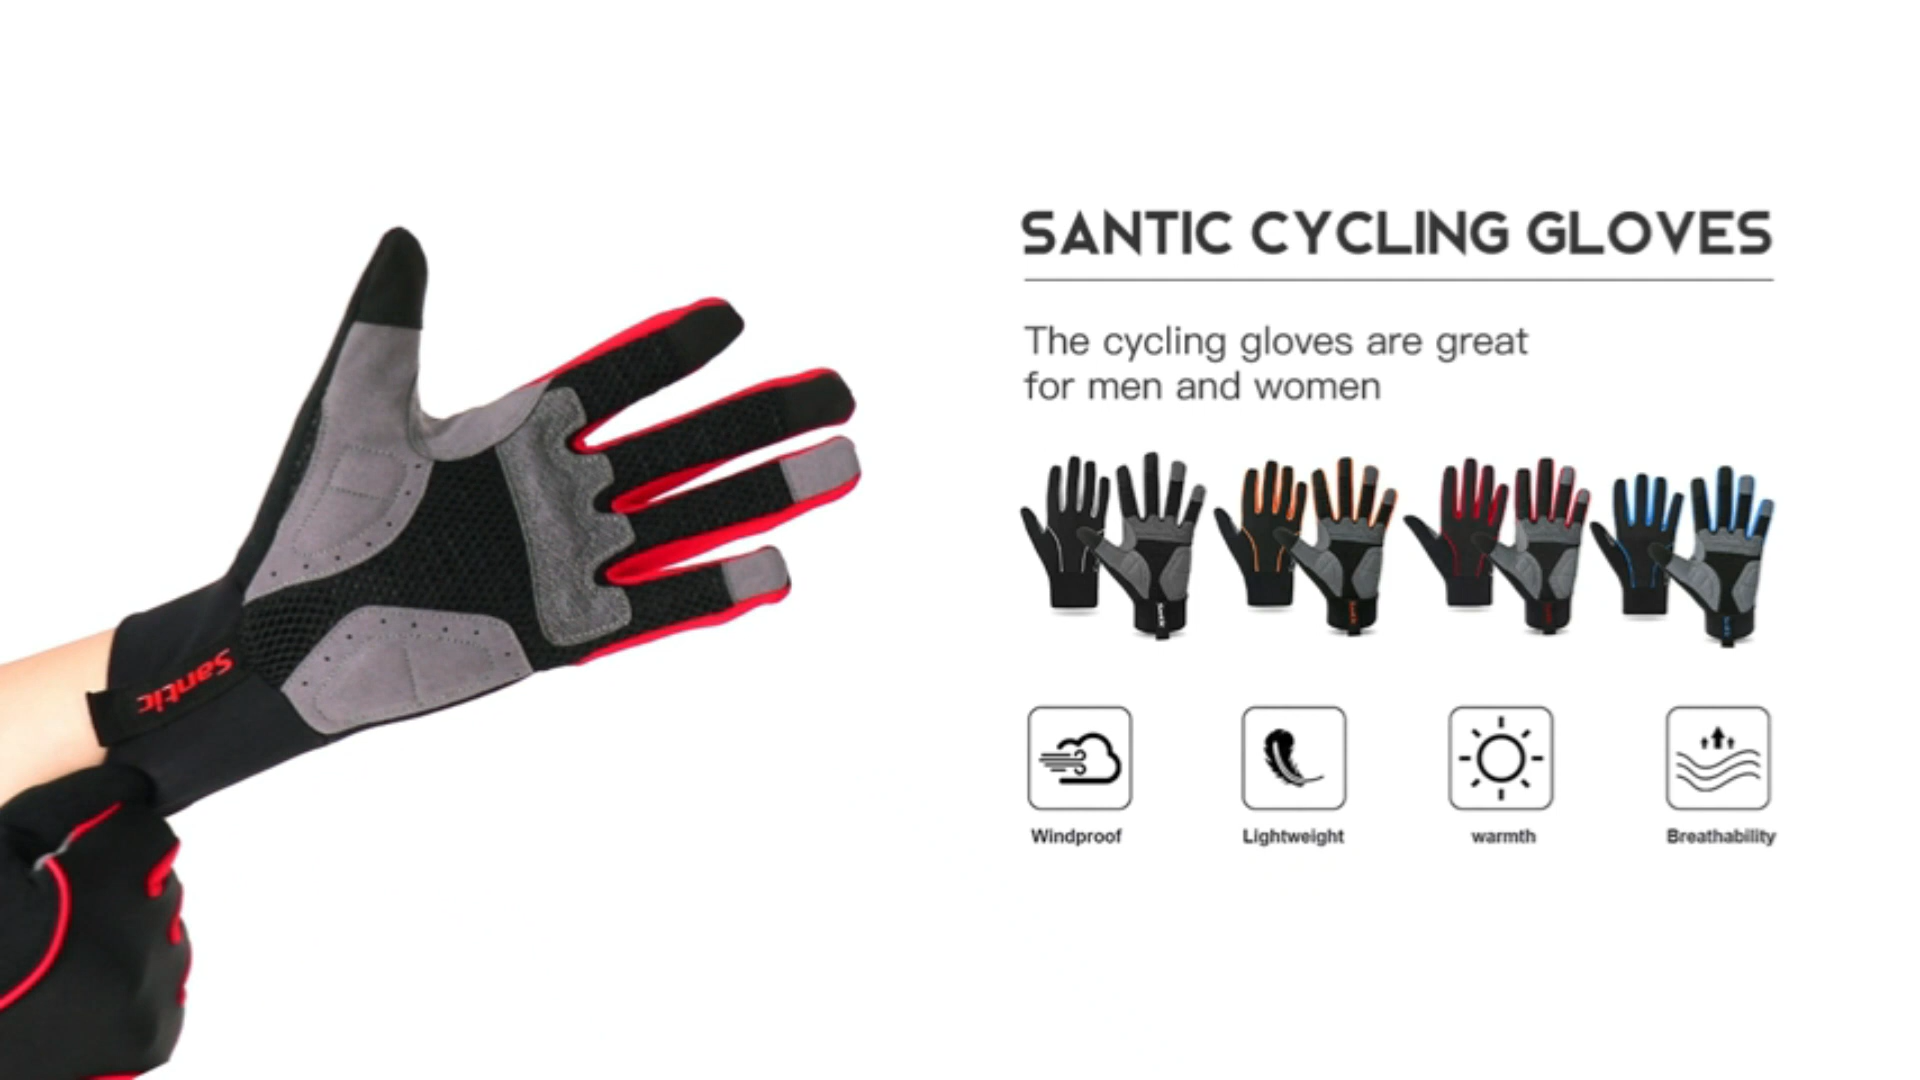 SANTIC CYCLING GLOVES
The cycling gloves are great
for men and women
Santic
Windproof
Lightweight
warmth
Breathability